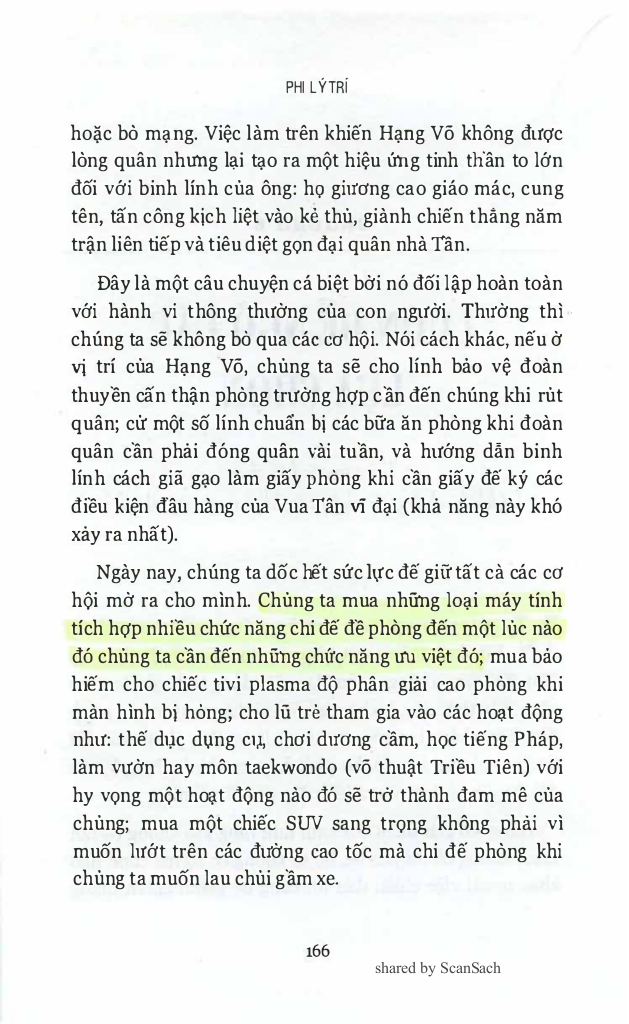 PHI LÝ TRÍ
hoặc bỏ mạng. Việc làm trên khiến Hạng Võ không được
lòng quân nhưng lại tạo ra một hiệu ứng tinh thần to lớn
đối với binh lính của ông: họ giương cao giáo mác, cung
tên, tấn công kịch liệt vào kẻ thù, giành chiến thắng năm
trận liên tiếp và tiêu diệt gọn đại quân nhà Tần.
Đây là một câu chuyện cá biệt bởi nó đối lập hoàn toàn
với hành vi thông thường của con người. Thường thì
chúng ta sẽ không bỏ qua các cơ hội. Nói cách khác, nếu ở
vị trí của Hạng Võ, chúng ta sẽ cho lính bảo vệ đoàn
thuyền cẩn thận phòng trường hợp cần đến chúng khi rút
quân; cử một số lính chuẩn bị các bữa ăn phòng khi đoàn
quân cần phải đóng quân vài tuần, và hướng dẫn binh
lính cách giã gạo làm giấy phòng khi cần giấy để ký các
điều kiện đầu hàng của Vua Tần vĩ đại (khả năng này khó
xảy ra nhất).
Ngày nay, chúng ta dốc hết sức lực để giữ tất cả các cơ
hội mở ra cho mình. Chúng ta mua những loại máy tính
tích hợp nhiều chức năng chỉ để đề phòng đến một lúc nào
đó chúng ta cần đến những chức năng ưu việt đó; mua bảo
hiểm cho chiếc tivi plasma độ phân giải cao phòng khi
màn hình bị hỏng; cho lũ trẻ tham gia vào các hoạt động
như: thể dục dụng cụ, chơi dương cầm, học tiếng Pháp,
làm vườn hay môn taekwondo (võ thuật Triều Tiên) với
hy vọng một hoạt động nào đó sẽ trở thành đam mê của
chúng; mua một chiếc SUV sang trọng không phải vì
muốn lướt trên các đường cao tốc mà chỉ để phòng khi
chúng ta muốn lau chùi gầm xe.
166
shared by ScanSach